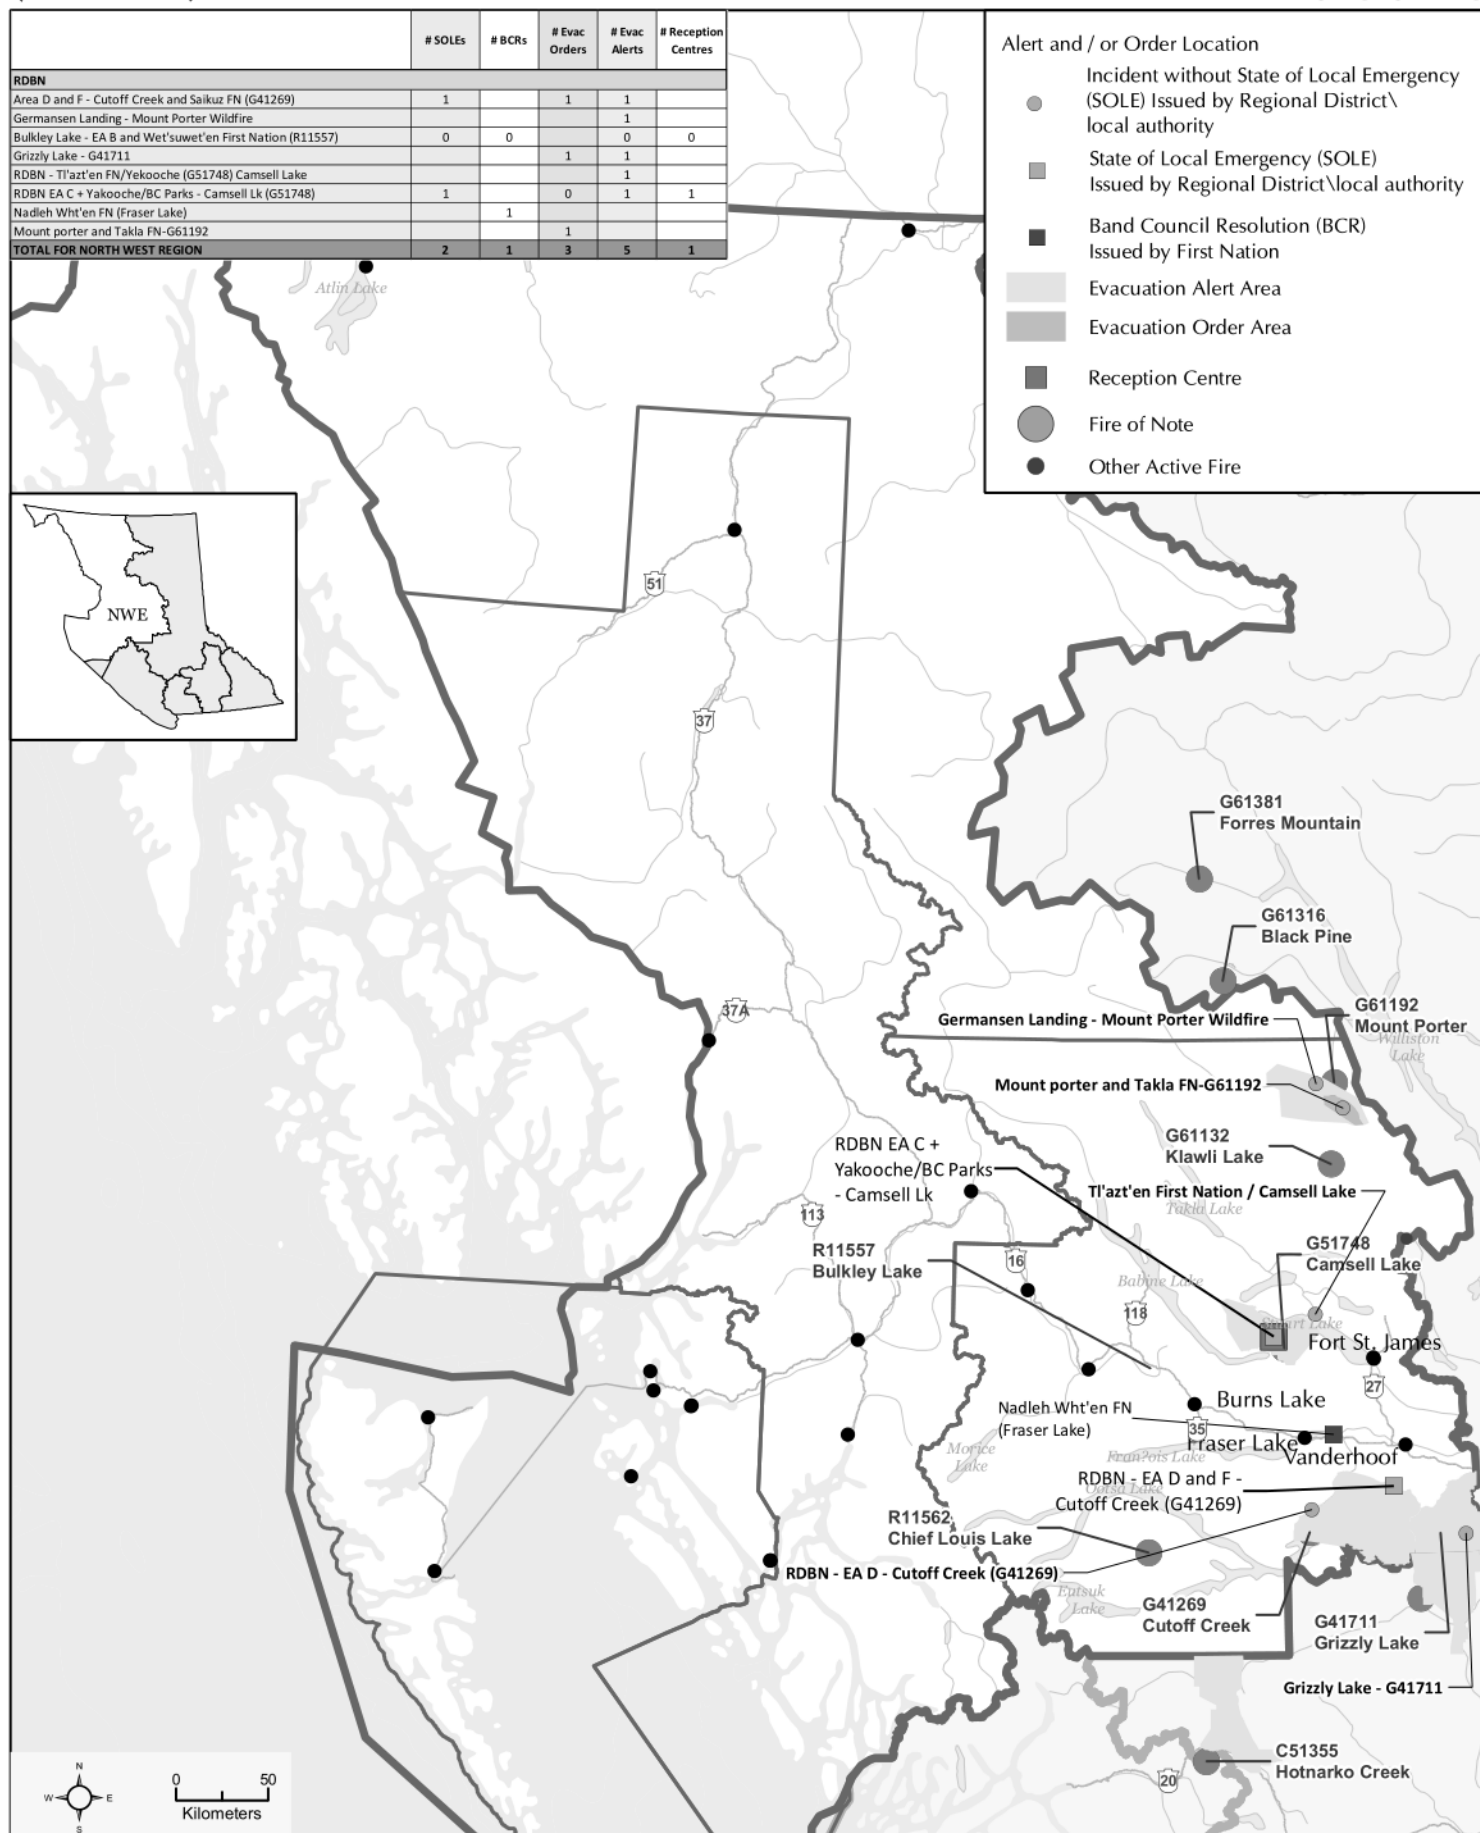 # SOLEs # BCRs # Evac Orders # Evac Alerts # Reception Centres
RDBN
Area D and F - Cutoff Creek and Saikuz FN (G41269) 1 1 1
Germansen Landing - Mount Porter Wildfire 1
Bulkley Lake - EA B and Wet'suwet'en First Nation (R11557) 0 0 0 0
Grizzly Lake - G41711 1 1
RDBN - Tl'azt'en FN/Yekooche (G51748) Camsell Lake 1
RDBN EA C + Yakooche/BC Parks - Camsell Lk (G51748) 1 0 1 1
Nadleh Wht'en FN (Fraser Lake) 1
Mount porter and Takla FN-G61192 1
TOTAL FOR NORTH WEST REGION 2 1 3 5 1
Alert and / or Order Location
Incident without State of Local Emergency
(SOLE) Issued by Regional District\
local authority
State of Local Emergency (SOLE)
Issued by Regional District\local authority
Band Council Resolution (BCR)
Issued by First Nation
Evacuation Alert Area
Evacuation Order Area
Reception Centre
Fire of Note
Other Active Fire
Atlin Lake
NWE
51
37
G61381
Forres Mountain
G61316
Black Pine
37A
G61192
Mount Porter
Germansen Landing - Mount Porter Wildfire
Williston
Lake
Mount porter and Takla FN-G61192
G61132
Klawli Lake
RDBN EA C +
Yakooche/BC Parks
- Camsell Lk
Tl'azt'en First Nation / Camsell Lake
Takla Lake
113
R11557
Bulkley Lake
16
G51748
Camsell Lake
Babine Lake
118
Stuart Lake
Fort St. James
27
Burns Lake
Nadleh Wht'en FN
(Fraser Lake)
35
Fraser Lake
Vanderhoof
Morice
Lake
Fran?ois Lake
RDBN - EA D and F -
Cutoff Creek (G41269)
Ootsa Lake
R11562
Chief Louis Lake
RDBN - EA D - Cutoff Creek (G41269)
Eutsuk
Lake
G41269
Cutoff Creek
G41711
Grizzly Lake
Grizzly Lake - G41711
C51355
Hotnarko Creek
20
N
W E
S
0 50
Kilometers